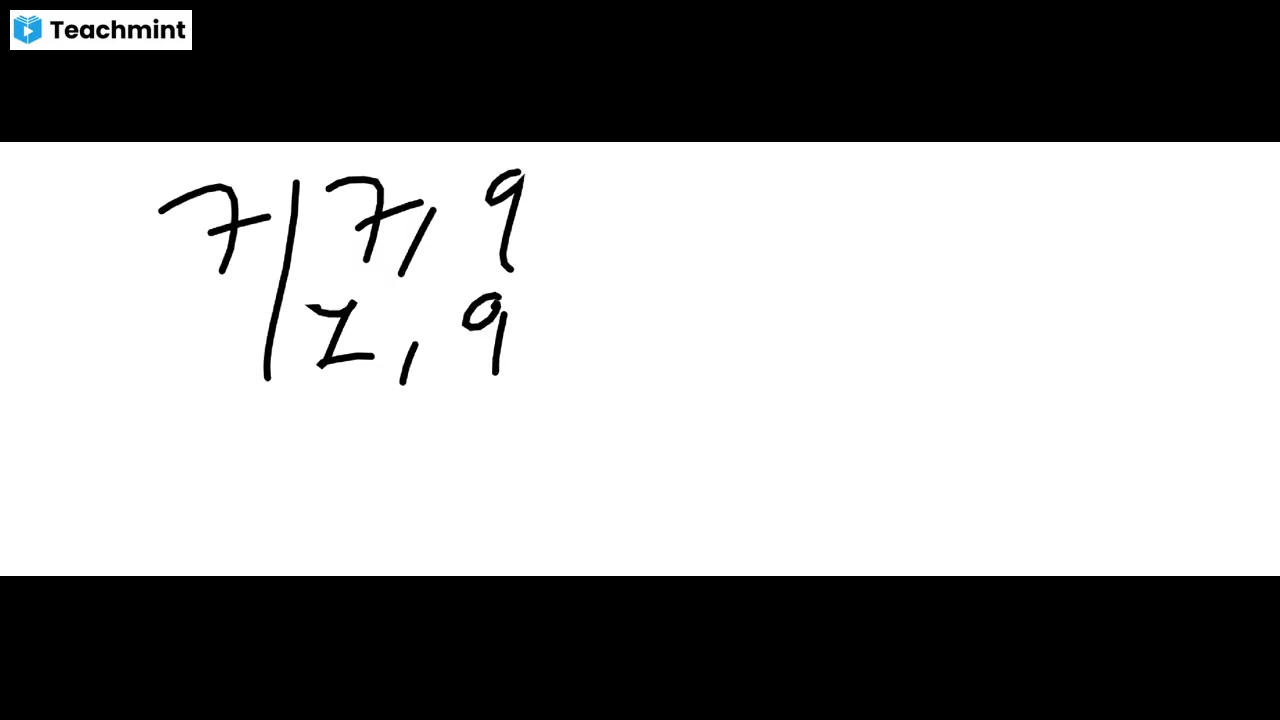 Teachmint
7 | 7, 9
1, 9